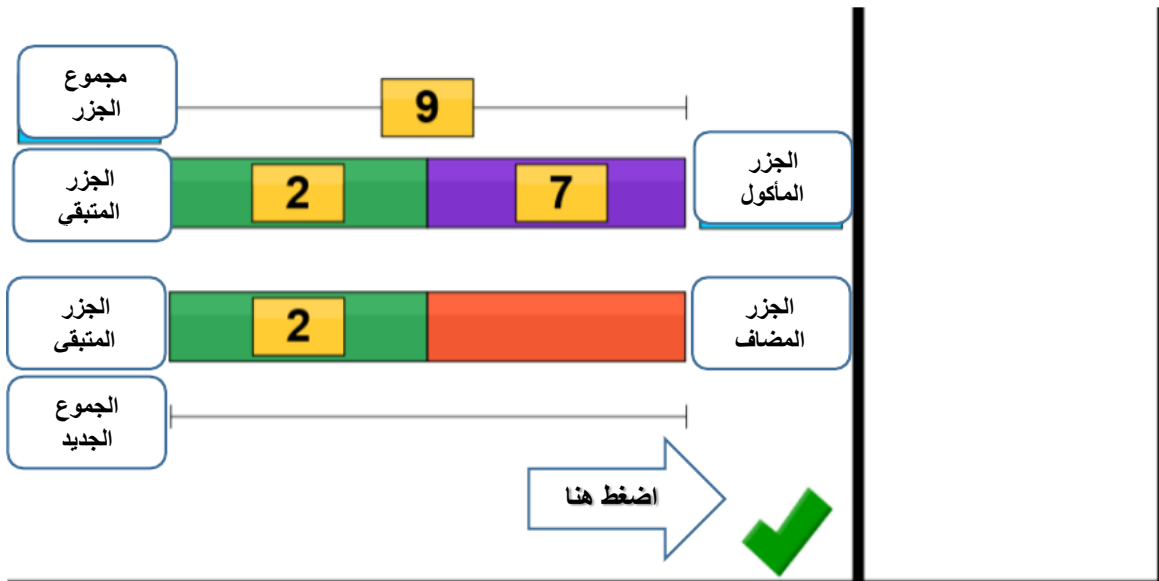 مجموع
الجزر
9
الجزر
المتبقي
2
7
الجزر
المأكول
الجزر
المتبقى
2
الجزر
المضاف
الجموع
الجديد
اضغط هنا